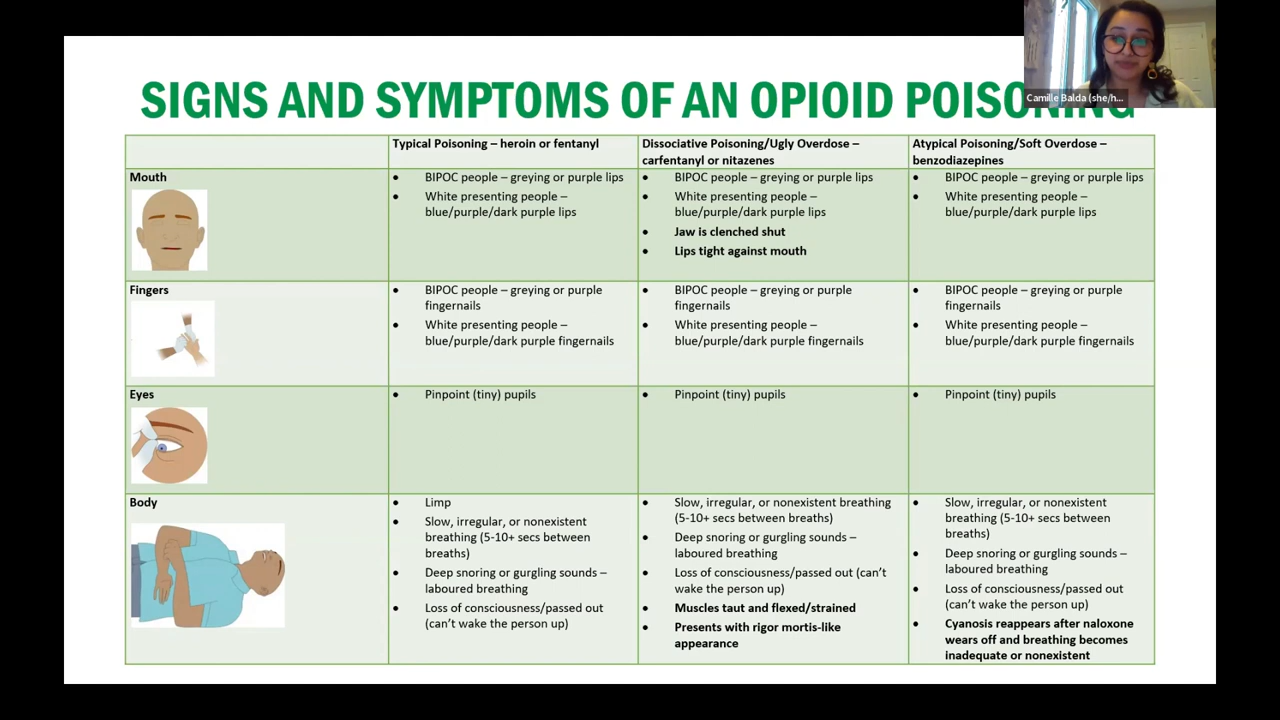 SIGNS AND SYMPTOMS OF AN OPIOID POISONING
Camille Balda (she/h...
Typical Poisoning – heroin or fentanyl
Dissociative Poisoning/Ugly Overdose –
carfentanyl or nitazenes
Atypical Poisoning/Soft Overdose –
benzodiazepines
Mouth
• BIPOC people – greying or purple lips
• White presenting people –
blue/purple/dark purple lips
• BIPOC people – greying or purple lips
• White presenting people –
blue/purple/dark purple lips
• Jaw is clenched shut
• Lips tight against mouth
• BIPOC people – greying or purple lips
• White presenting people –
blue/purple/dark purple lips
Fingers
• BIPOC people – greying or purple
fingernails
• White presenting people –
blue/purple/dark purple fingernails
• BIPOC people – greying or purple
fingernails
• White presenting people –
blue/purple/dark purple fingernails
• BIPOC people – greying or purple
fingernails
• White presenting people –
blue/purple/dark purple fingernails
Eyes
• Pinpoint (tiny) pupils
• Pinpoint (tiny) pupils
• Pinpoint (tiny) pupils
Body
• Limp
• Slow, irregular, or nonexistent
breathing (5-10+ secs between
breaths)
• Deep snoring or gurgling sounds –
laboured breathing
• Loss of consciousness/passed out
(can't wake the person up)
• Slow, irregular, or nonexistent breathing
(5-10+ secs between breaths)
• Deep snoring or gurgling sounds –
laboured breathing
• Loss of consciousness/passed out (can't
wake the person up)
• Muscles taut and flexed/strained
• Presents with rigor mortis-like
appearance
• Slow, irregular, or nonexistent
breathing (5-10+ secs between
breaths)
• Deep snoring or gurgling sounds –
laboured breathing
• Loss of consciousness/passed out
(can't wake the person up)
• Cyanosis reappears after naloxone
wears off and breathing becomes
inadequate or nonexistent